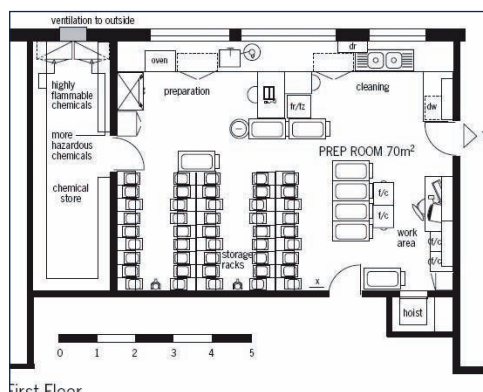 ventilation to outside
oven
dr
highly
flammable
chemicals
preparation
cleaning
fr/fz
dw
more
hazardous
chemicals
PREP ROOM 70m²
chemical
store
f/c
f/c
work
area
storage
racks
(f/c
(f/c
x
hoist
0 1 2 3 4 5
First Floor